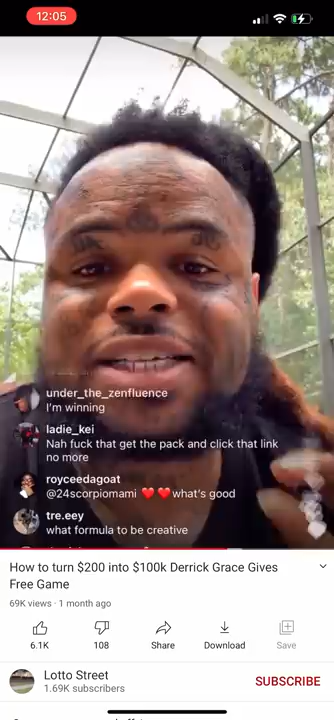 12:05
under_the_zenfluence
I'm winning
ladie_kei
Nah fuck that get the pack and click that link
no more
royceedagoat
@24scorpiomami ❤️❤️what's good
tre.eey
what formula to be creative
How to turn $200 into $100k Derrick Grace Gives
Free Game
69K views · 1 month ago
6.1K
108
Share
Download
Save
Lotto Street
1.69K subscribers
SUBSCRIBE